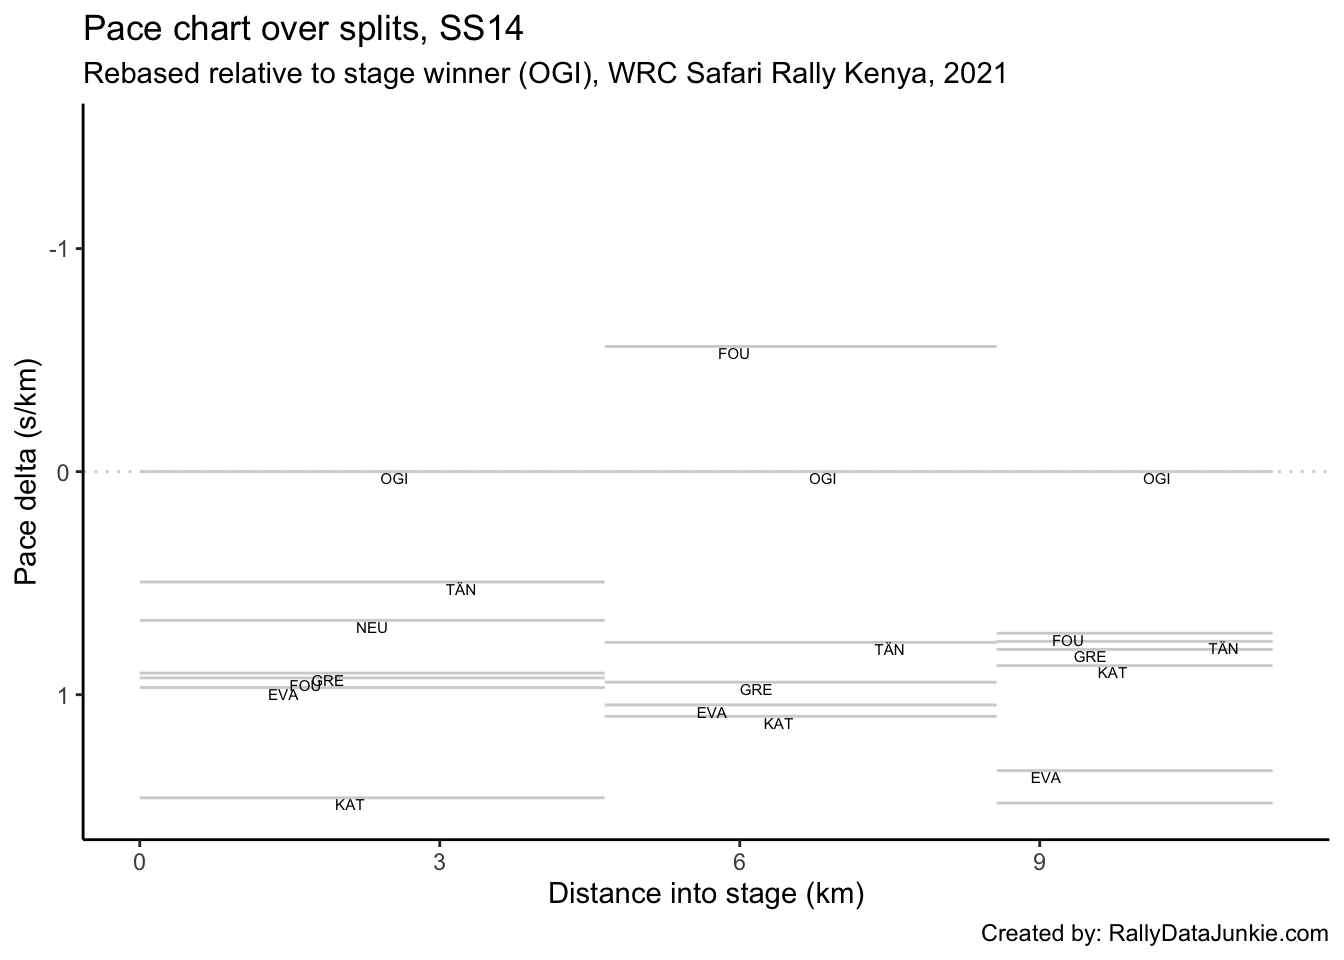 Pace chart over splits, SS14
Rebased relative to stage winner (OGI), WRC Safari Rally Kenya, 2021
Pace delta (s/km)
-1
0
1
FOU
OGI
OGI
OGI
TÄN
NEU
GRE
FOU
EVA
KAT
TÄN
GRE
EVA
KAT
FOU
TÄN
GRE
KAT
EVA
0 3 6 9
Distance into stage (km)
Created by: RallyDataJunkie.com